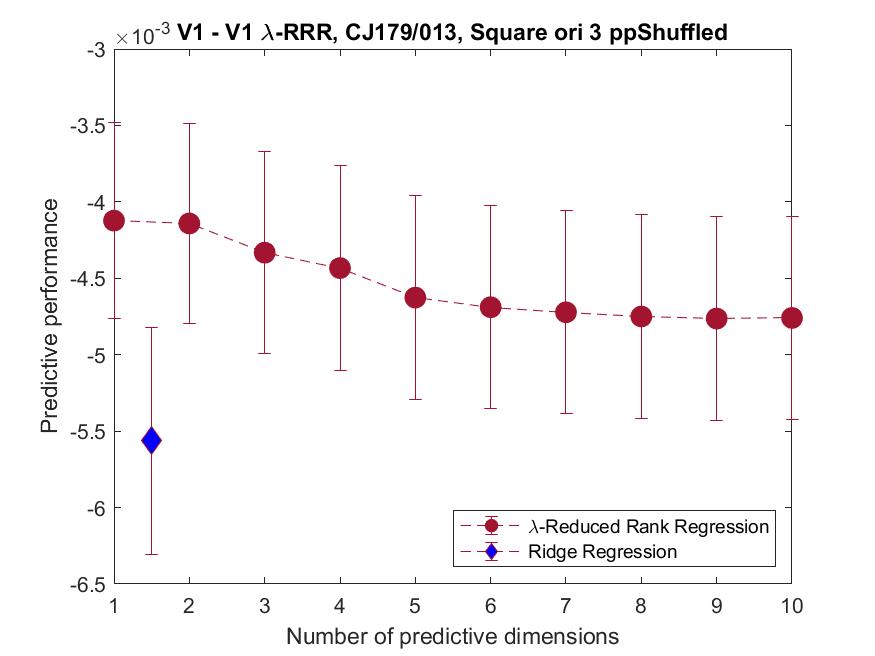 ×10-3 V1 - V1 λ-RRR, CJ179/013, Square ori 3 ppShuffled
-3
-3.5
-4
-4.5
-5
-5.5
-6
-6.5
Predictive performance
λ-Reduced Rank Regression
Ridge Regression
1 2 3 4 5 6 7 8 9 10
Number of predictive dimensions